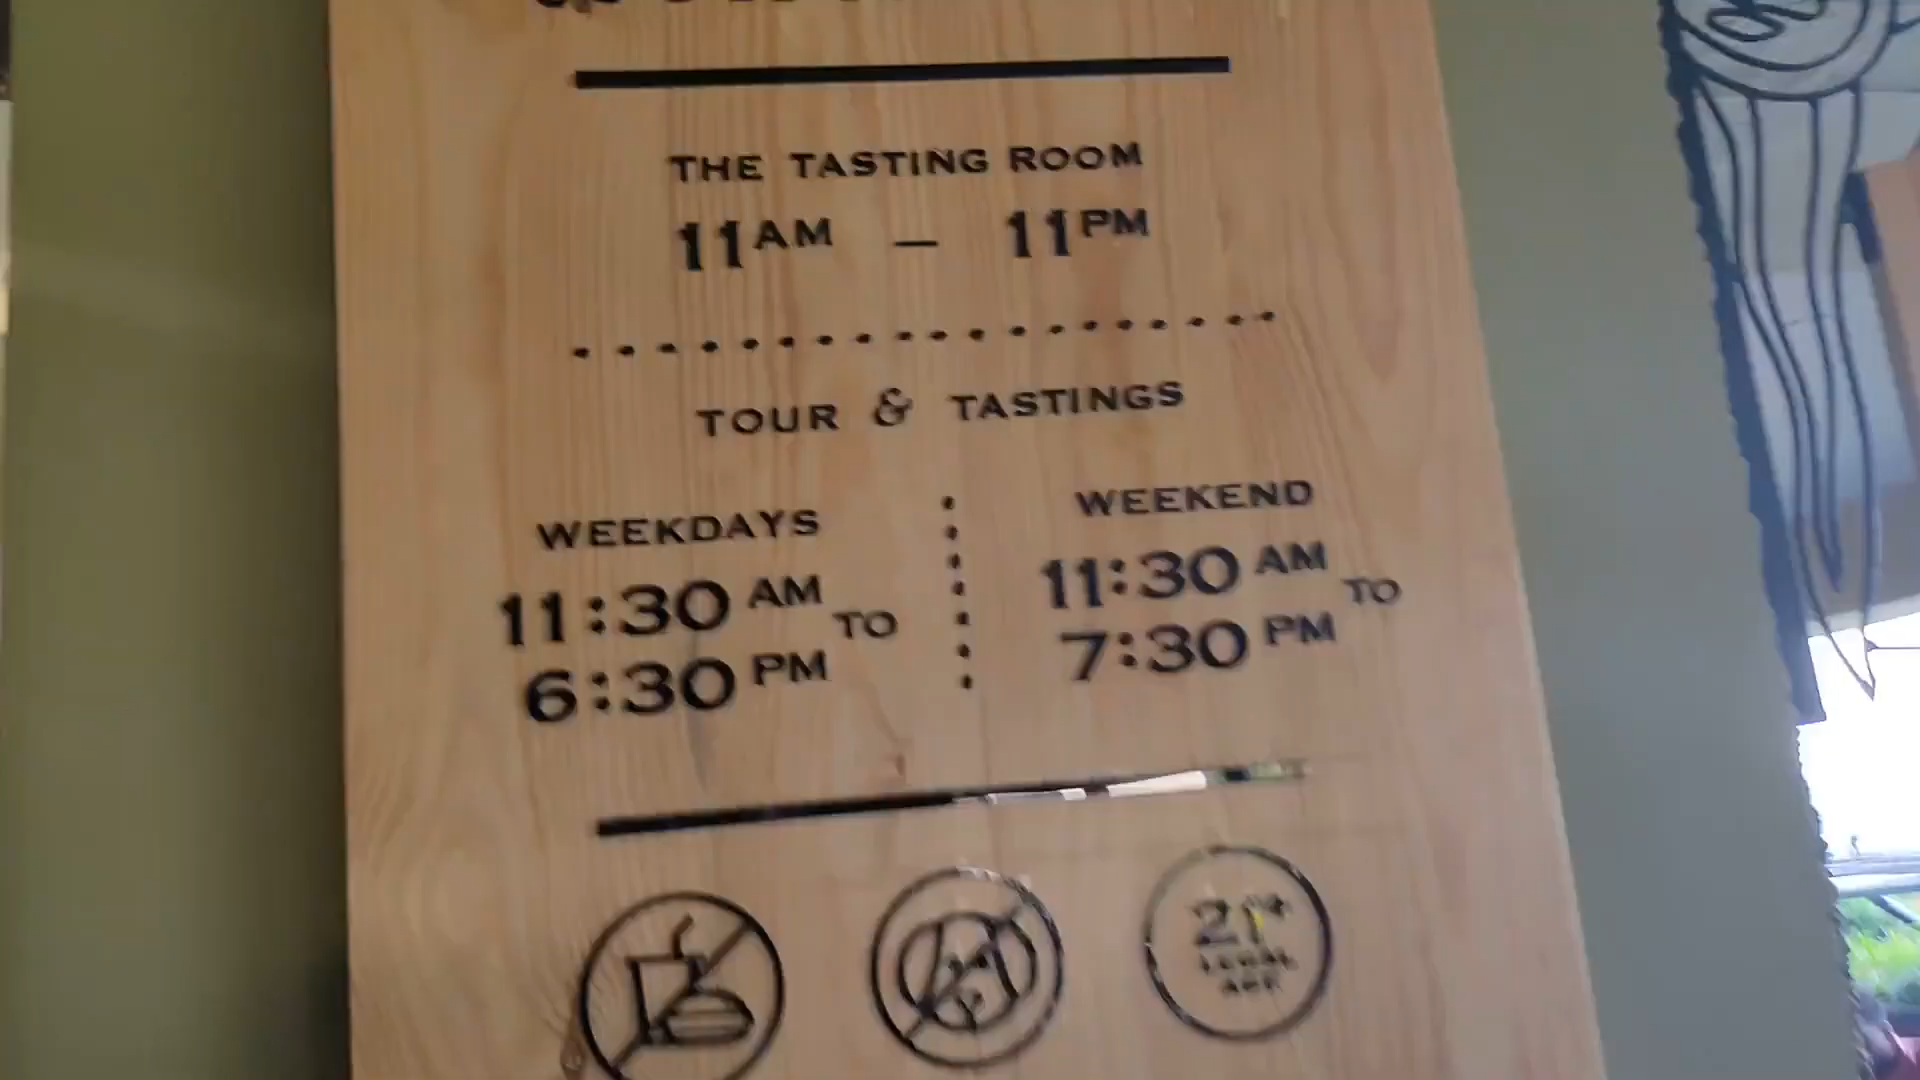 THE TASTING ROOM
11AM – 11PM
TOUR & TASTINGS
WEEKDAYS
11:30 AM TO
6:30 PM
WEEKEND
11:30 AM TO
7:30 PM
21+
LEGAL
AGE